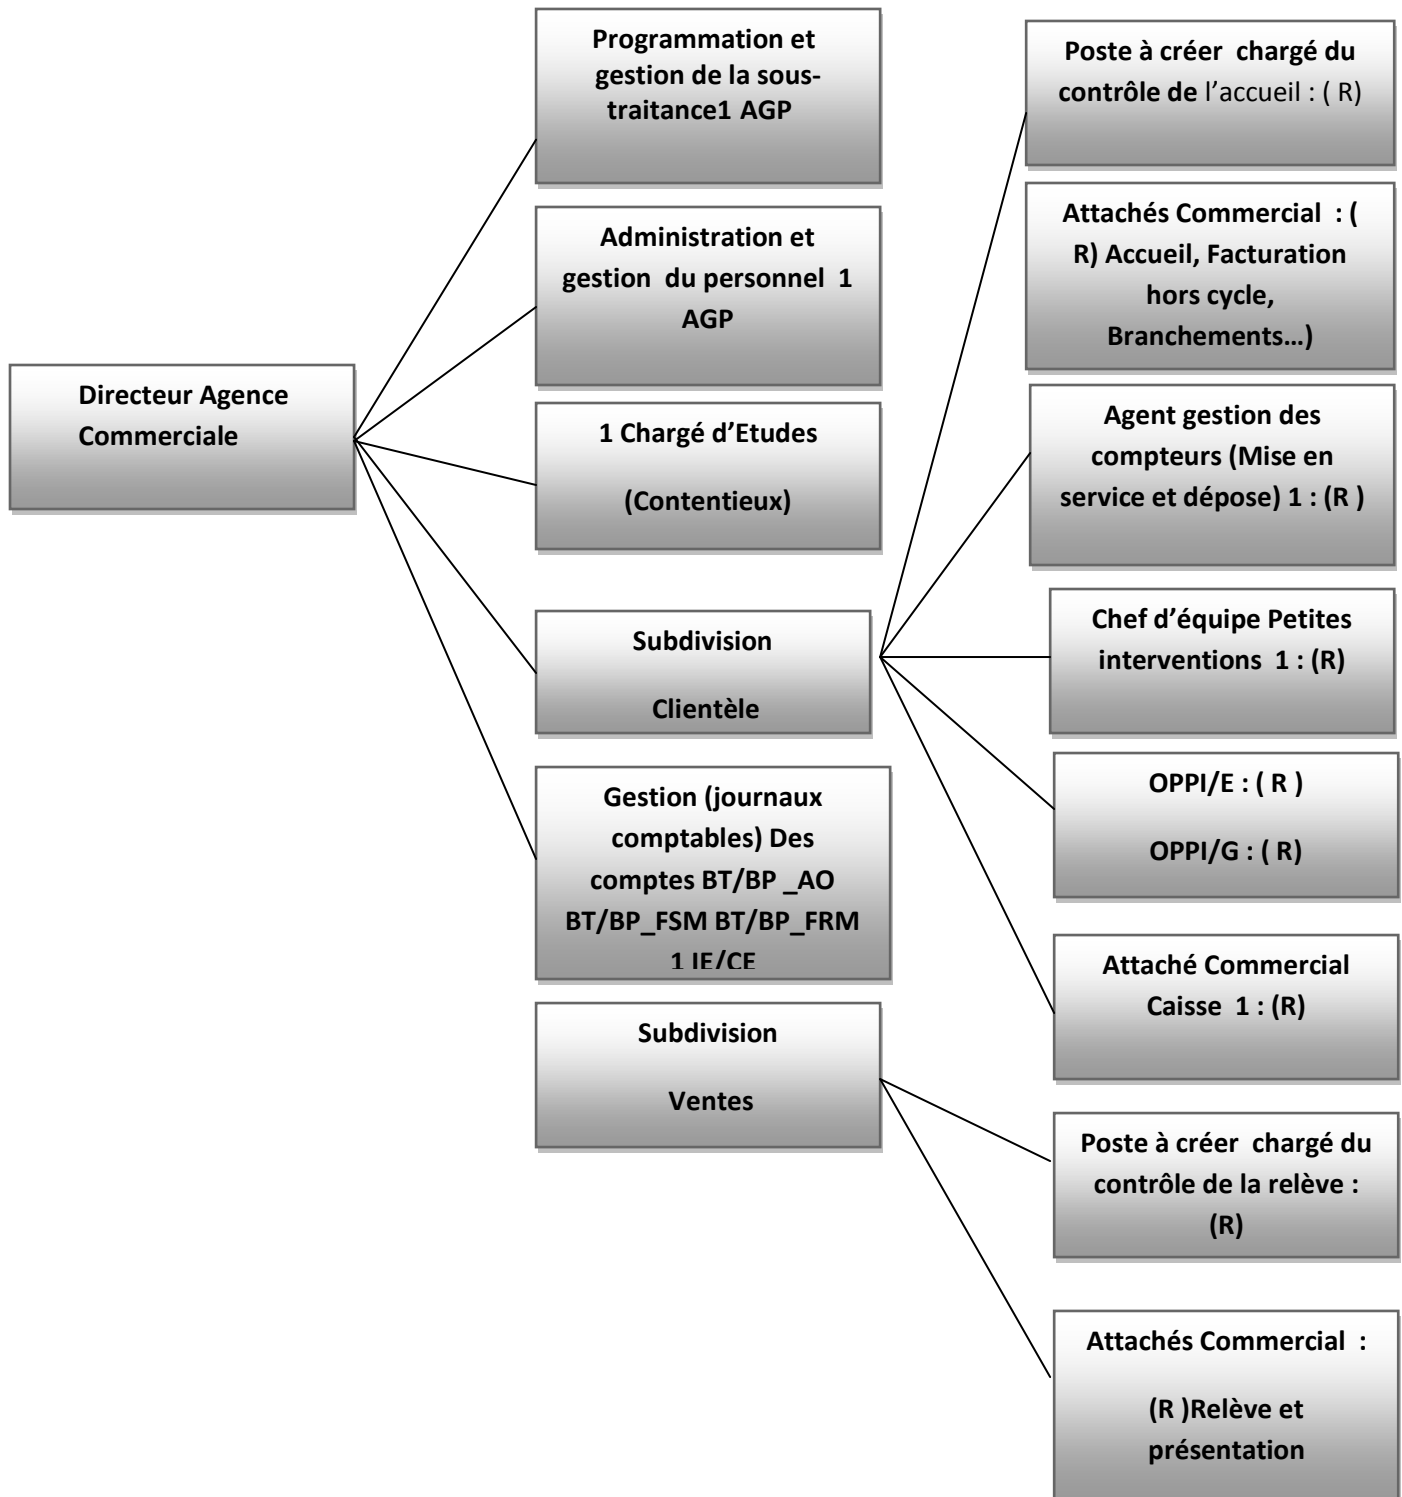 Directeur Agence
Commerciale
Programmation et
gestion de la sous-
traitance1 AGP
Administration et
gestion du personnel 1
AGP
1 Chargé d’Etudes
(Contentieux)
Subdivision
Clientèle
Gestion (journaux
comptables) Des
comptes BT/BP _AO
BT/BP_FSM BT/BP_FRM
1 IE/CE
Subdivision
Ventes
Poste à créer chargé du
contrôle de l’accueil : ( R)
Attachés Commercial : (
R) Accueil, Facturation
hors cycle,
Branchements…)
Agent gestion des
compteurs (Mise en
service et dépose) 1 : (R )
Chef d’équipe Petites
interventions 1 : (R)
OPPI/E : ( R )
OPPI/G : ( R)
Attaché Commercial
Caisse 1 : (R)
Poste à créer chargé du
contrôle de la relève :
(R)
Attachés Commercial :
(R )Relève et
présentation